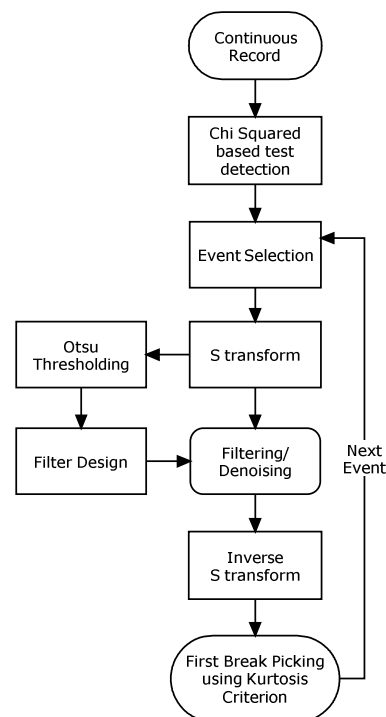 Continuous
Record
Chi Squared
based test
detection
Event Selection
Otsu
Thresholding
S transform
Filter Design
Filtering/
Denoising
Next
Event
Inverse
S transform
First Break Picking
using Kurtosis
Criterion